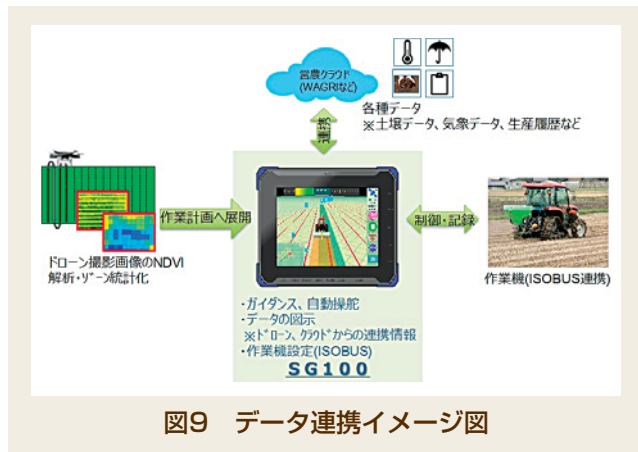 営農クラウド
(WAGRIなど)
各種データ
※土壌データ、気象データ、生産履歴など
連携
作業計画へ展開
制御・記録
ドローン撮影画像のNDVI
解析・ゾーン統計化
作業機(ISOBUS連携)
・ガイダンス、自動操舵
・データの図示
※ドローン、クラウドからの連携情報
・作業機設定(ISOBUS)
SG100
図9 データ連携イメージ図